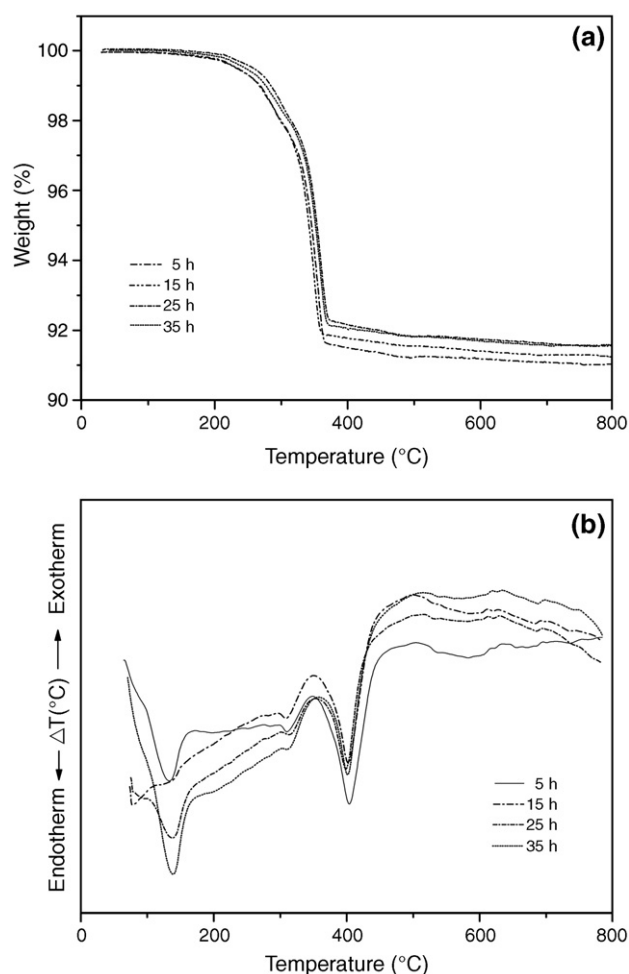 (a)
100
98
96
94
92
90
Weight (%)
5 h
15 h
25 h
35 h
0 200 400 600 800
Temperature (°C)
(b)
Endotherm ← △T(°C) → Exotherm
5 h
15 h
25 h
35 h
0 200 400 600 800
Temperature (°C)